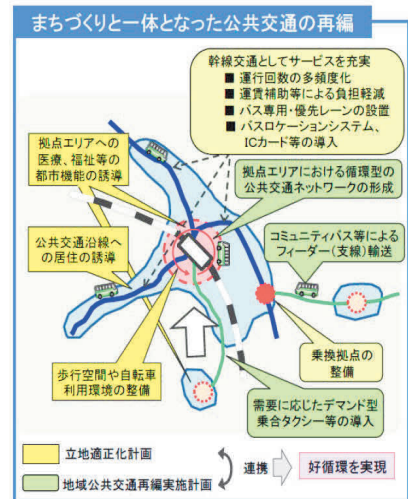 まちづくりと一体となった公共交通の再編
幹線交通としてサービスを充実
■ 運行回数の多頻度化
■ 運賃補助等による負担軽減
■ バス専用・優先レーンの設置
■ バスロケーションシステム、
ICカード等の導入
拠点エリアへの
医療、福祉等の
都市機能の誘導
拠点エリアにおける循環型の
公共交通ネットワークの形成
公共交通沿線へ
の居住の誘導
コミュニティバス等による
フィーダー(支線)輸送
乗換拠点の
整備
歩行空間や自転車
利用環境の整備
需要に応じたデマンド型
乗合タクシー等の導入
立地適正化計画
地域公共交通再編実施計画
連携
好循環を実現